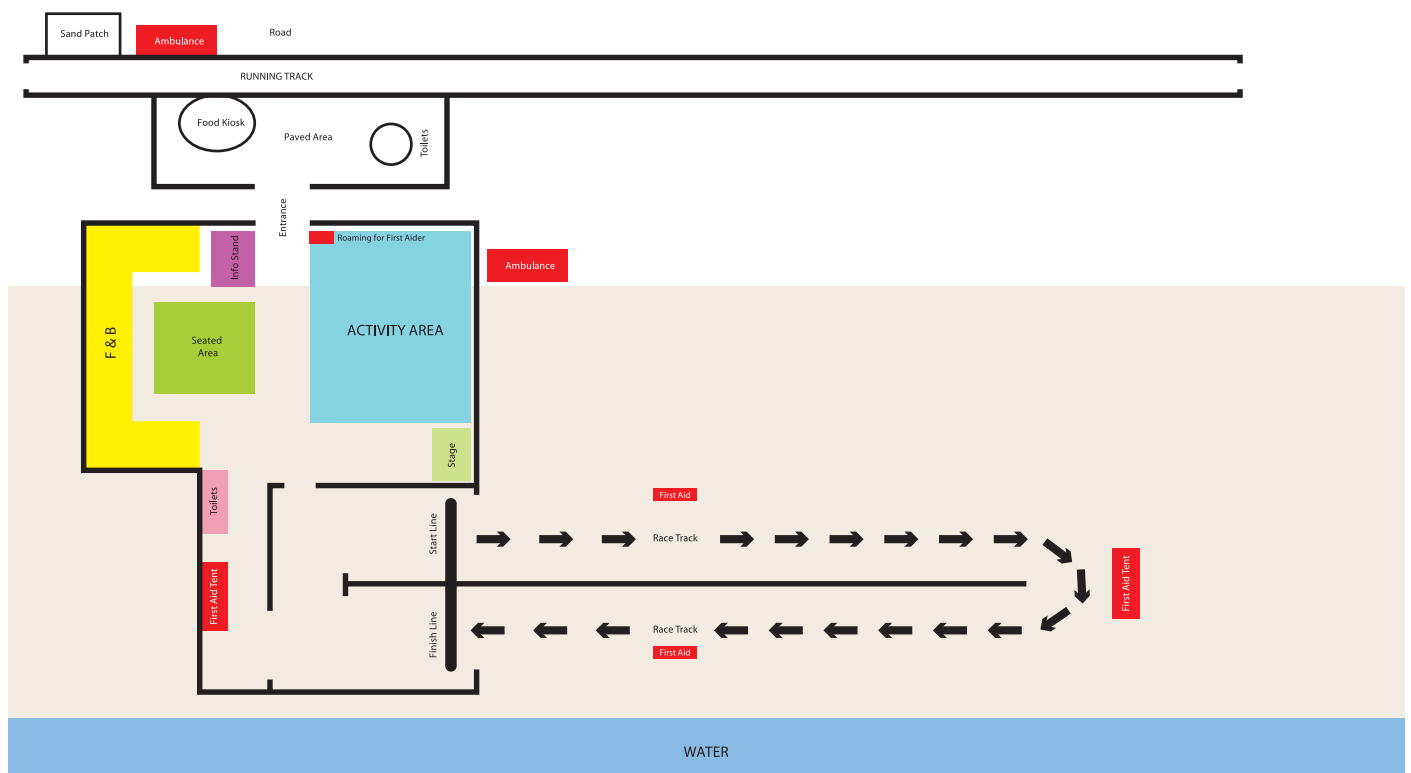 Sand Patch
Ambulance
Road
RUNNING TRACK
Food Kiosk
Paved Area
Toilets
Entrance
Info Stand
Roaming for First Aider
Ambulance
F & B
Seated
Area
ACTIVITY AREA
Stage
Toilets
First Aid
Start Line
Race Track
First Aid Tent
First Aid Tent
Finish Line
Race Track
First Aid
WATER